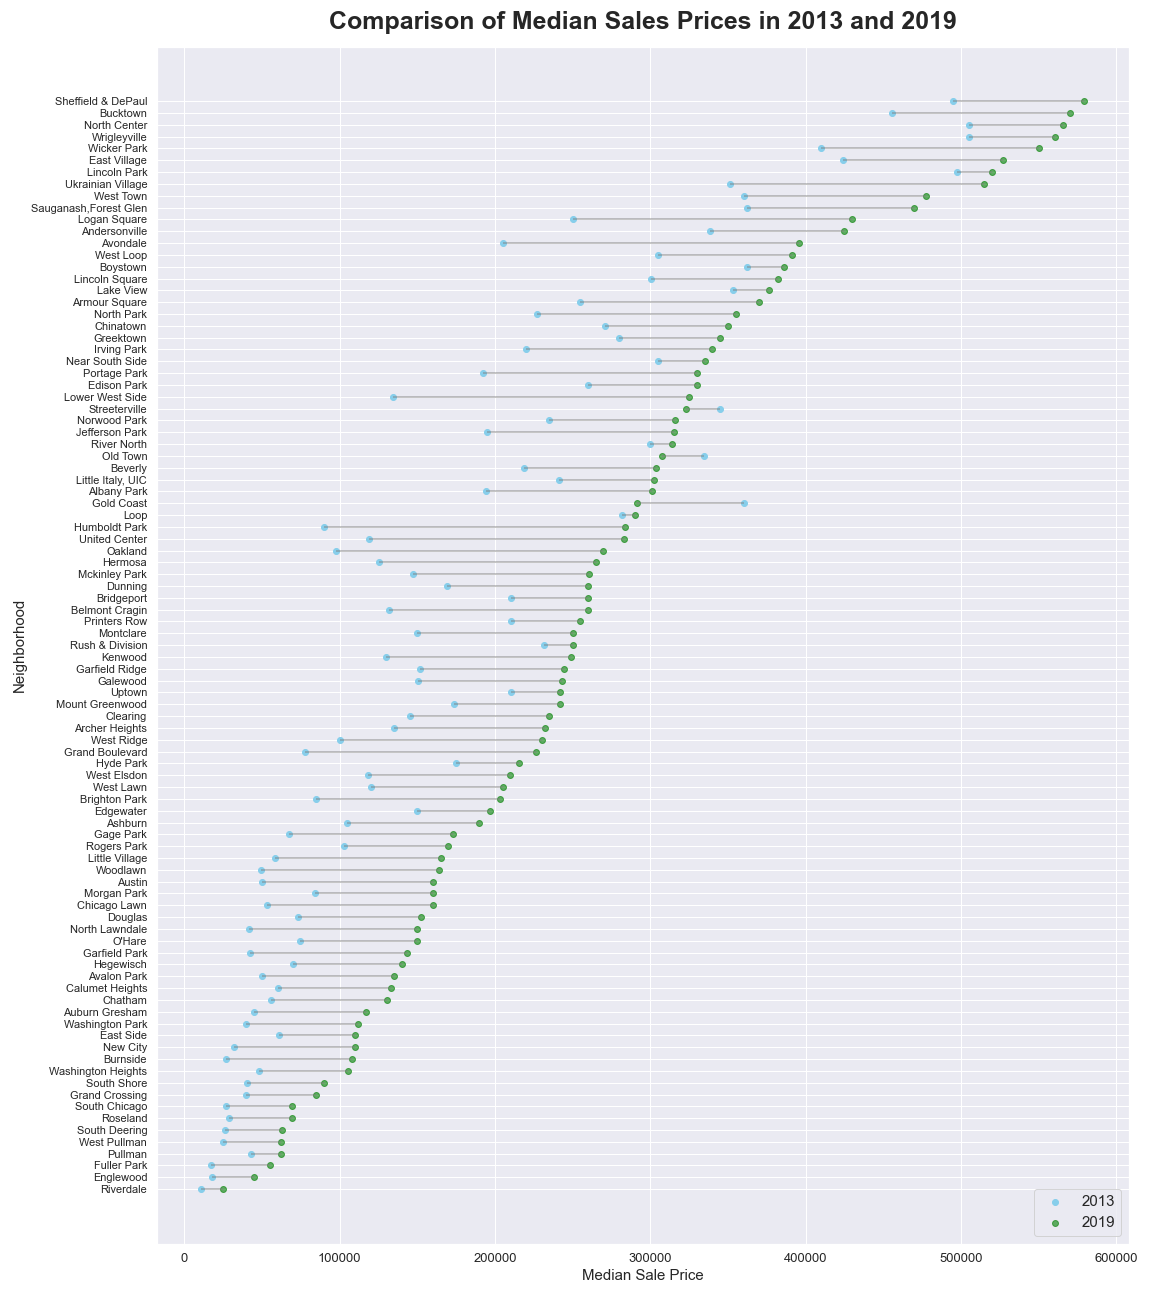 Comparison of Median Sales Prices in 2013 and 2019
Sheffield & DePaul
Bucktown
North Center
Wrigleyville
Wicker Park
East Village
Lincoln Park
Ukrainian Village
West Town
Sauganash,Forest Glen
Logan Square
Andersonville
Avondale
West Loop
Boystown
Lincoln Square
Lake View
Armour Square
North Park
Chinatown
Greektown
Irving Park
Near South Side
Portage Park
Edison Park
Lower West Side
Streeterville
Norwood Park
Jefferson Park
River North
Old Town
Beverly
Little Italy, UIC
Albany Park
Gold Coast
Loop
Humboldt Park
United Center
Oakland
Hermosa
Mckinley Park
Dunning
Bridgeport
Belmont Cragin
Printers Row
Montclare
Rush & Division
Kenwood
Garfield Ridge
Galewood
Uptown
Mount Greenwood
Clearing
Archer Heights
West Ridge
Grand Boulevard
Hyde Park
West Elsdon
West Lawn
Brighton Park
Edgewater
Ashburn
Gage Park
Rogers Park
Little Village
Woodlawn
Austin
Morgan Park
Chicago Lawn
Douglas
North Lawndale
O'Hare
Garfield Park
Hegewisch
Avalon Park
Calumet Heights
Chatham
Auburn Gresham
Washington Park
East Side
New City
Burnside
Washington Heights
South Shore
Grand Crossing
South Chicago
Roseland
South Deering
West Pullman
Pullman
Fuller Park
Englewood
Riverdale
Neighborhood
2013
2019
0 100000 200000 300000 400000 500000 600000
Median Sale Price